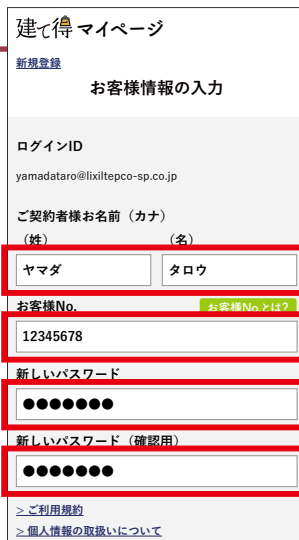 建て得 マイページ
新規登録
お客様情報の入力
ログインID
yamadataro@lixiltepco-sp.co.jp
ご契約者様お名前（カナ）
（姓） （名）
ヤマダ タロウ
お客様No. お客様No.とは?
12345678
新しいパスワード
●●●●●●●
新しいパスワード（確認用）
●●●●●●●
> ご利用規約
> 個人情報の取扱いについて